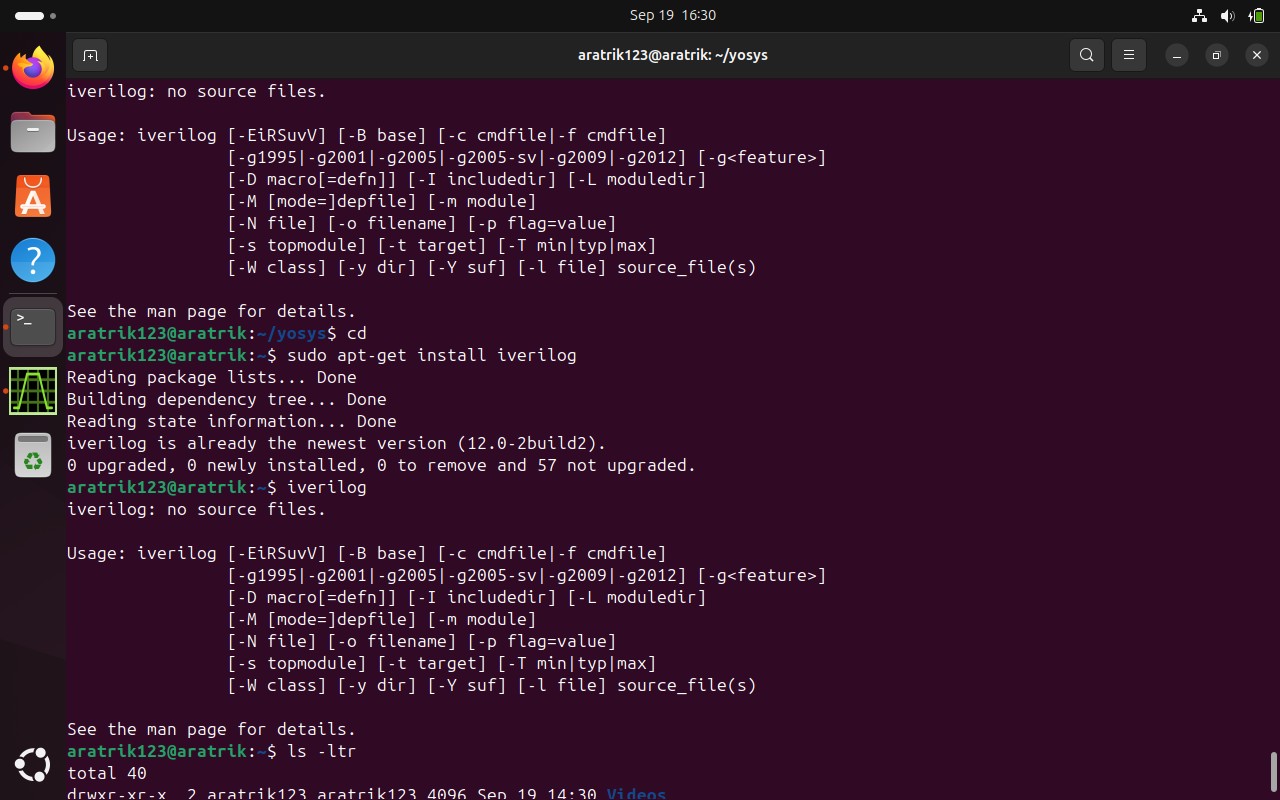 Sep 19 16:30
aratrik123@aratrik: ~/yosys
iverilog: no source files.
Usage: iverilog [-EiRSuvV] [-B base] [-c cmdfile|-f cmdfile]
[-g1995|-g2001|-g2005|-g2005-sv|-g2009|-g2012] [-g<feature>]
[-D macro[=defn]] [-I includedir] [-L moduledir]
[-M [mode=]depfile] [-m module]
[-N file] [-o filename] [-p flag=value]
[-s topmodule] [-t target] [-T min|typ|max]
[-W class] [-y dir] [-Y suf] [-l file] source_file(s)
See the man page for details.
aratrik123@aratrik:~/yosys$ cd
aratrik123@aratrik:~$ sudo apt-get install iverilog
Reading package lists... Done
Building dependency tree... Done
Reading state information... Done
iverilog is already the newest version (12.0-2build2).
0 upgraded, 0 newly installed, 0 to remove and 57 not upgraded.
aratrik123@aratrik:~$ iverilog
iverilog: no source files.
Usage: iverilog [-EiRSuvV] [-B base] [-c cmdfile|-f cmdfile]
[-g1995|-g2001|-g2005|-g2005-sv|-g2009|-g2012] [-g<feature>]
[-D macro[=defn]] [-I includedir] [-L moduledir]
[-M [mode=]depfile] [-m module]
[-N file] [-o filename] [-p flag=value]
[-s topmodule] [-t target] [-T min|typ|max]
[-W class] [-y dir] [-Y suf] [-l file] source_file(s)
See the man page for details.
aratrik123@aratrik:~$ ls -ltr
total 40
drwxr-xr-x  2 aratrik123 aratrik123 4096 Sep 19 14:30 Videos